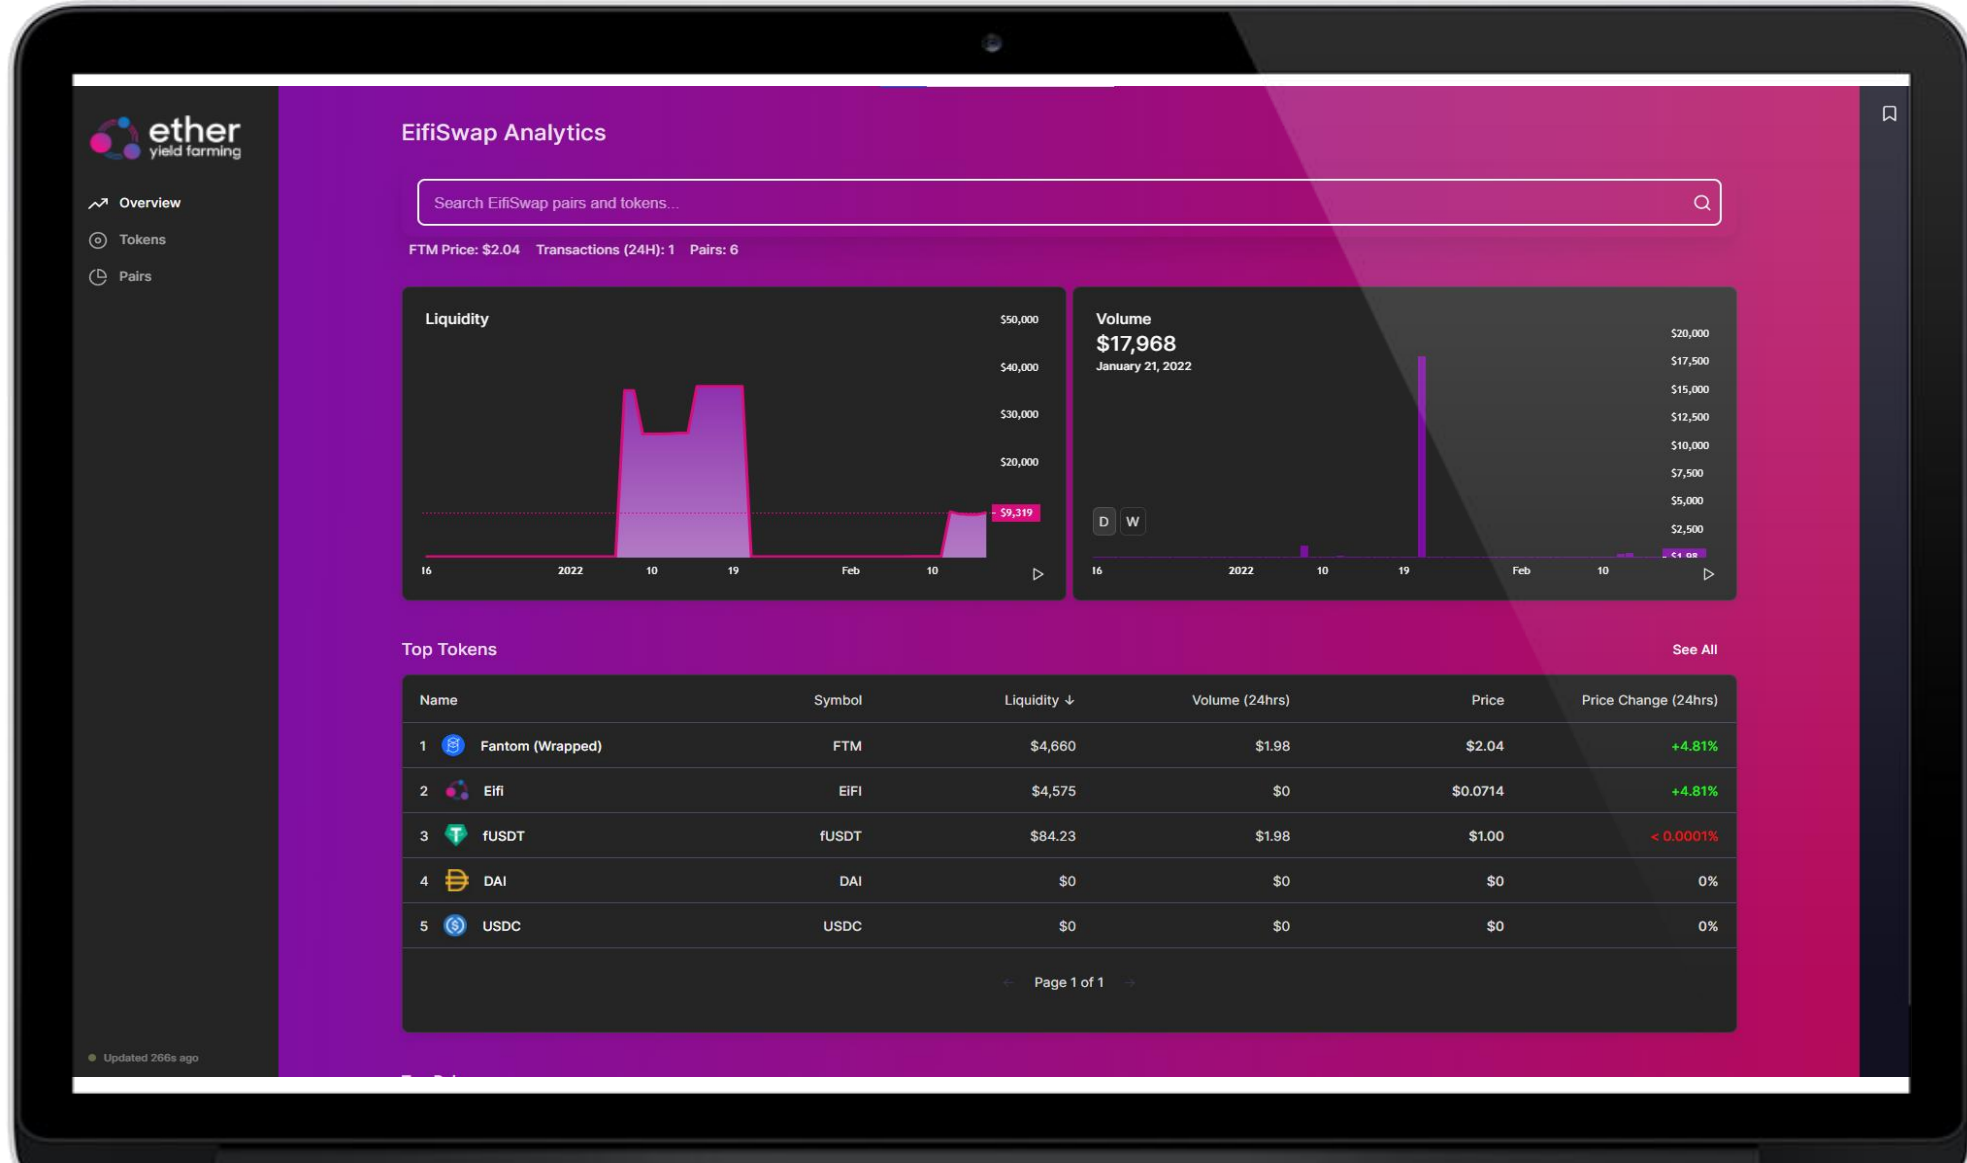 ether
yield farming
Overview
Tokens
Pairs
Updated 266s ago
EifiSwap Analytics
Search EifiSwap pairs and tokens...
FTM Price: $2.04 Transactions (24H): 1 Pairs: 6
Liquidity
$50,000
$40,000
$30,000
$20,000
$9,319
16 2022 10 19 Feb 10
Volume
$17,968
January 21, 2022
D W
$20,000
$17,500
$15,000
$12,500
$10,000
$7,500
$5,000
$2,500
$1.98
16 2022 10 19 Feb 10
Top Tokens See All
Name Symbol Liquidity ↓ Volume (24hrs) Price Price Change (24hrs)
1 Fantom (Wrapped) FTM $4,660 $1.98 $2.04 +4.81%
2 Eifi EIFI $4,575 $0 $0.0714 +4.81%
3 fUSDT fUSDT $84.23 $1.98 $1.00 < 0.0001%
4 DAI DAI $0 $0 $0 0%
5 USDC USDC $0 $0 $0 0%
← Page 1 of 1 →